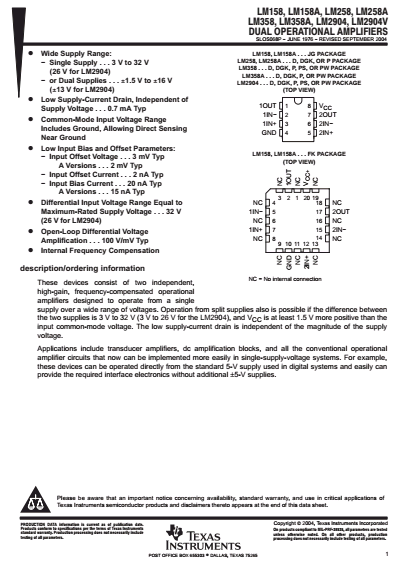 LM158, LM158A, LM258, LM258A
LM358, LM358A, LM2904, LM2904V
DUAL OPERATIONAL AMPLIFIERS
SLOS068P − JUNE 1976 − REVISED SEPTEMBER 2004
● Wide Supply Range:
− Single Supply . . . 3 V to 32 V
(26 V for LM2904)
− or Dual Supplies . . . ±1.5 V to ±16 V
(±13 V for LM2904)
● Low Supply-Current Drain, Independent of
Supply Voltage . . . 0.7 mA Typ
● Common-Mode Input Voltage Range
Includes Ground, Allowing Direct Sensing
Near Ground
● Low Input Bias and Offset Parameters:
− Input Offset Voltage . . . 3 mV Typ
A Versions . . . 2 mV Typ
− Input Offset Current . . . 2 nA Typ
− Input Bias Current . . . 20 nA Typ
A Versions . . . 15 nA Typ
● Differential Input Voltage Range Equal to
Maximum-Rated Supply Voltage . . . 32 V
(26 V for LM2904)
● Open-Loop Differential Voltage
Amplification . . . 100 V/mV Typ
● Internal Frequency Compensation
LM158, LM158A . . . JG PACKAGE
LM258, LM258A . . . D, DGK, OR P PACKAGE
LM358 . . . D, DGK, P, PS, OR PW PACKAGE
LM358A . . . D, DGK, P, OR PW PACKAGE
LM2904 . . . D, DGK, P, PS, OR PW PACKAGE
(TOP VIEW)
1OUT 1 8 VCC
1IN− 2 7 2OUT
1IN+ 3 6 2IN−
GND 4 5 2IN+
LM158, LM158A . . . FK PACKAGE
(TOP VIEW)
NC 1OUT NC VCC+ NC
3 2 1 20 19
NC 4 18 NC
1IN− 5 17 2OUT
NC 6 16 NC
1IN+ 7 15 2IN−
NC 8 14 NC
9 10 11 12 13
NC GND NC 2IN+ NC
NC − No internal connection
description/ordering information
These devices consist of two independent,
high-gain, frequency-compensated operational
amplifiers designed to operate from a single
supply over a wide range of voltages. Operation from split supplies also is possible if the difference between
the two supplies is 3 V to 32 V (3 V to 26 V for the LM2904), and VCC is at least 1.5 V more positive than the
input common-mode voltage. The low supply-current drain is independent of the magnitude of the supply
voltage.
Applications include transducer amplifiers, dc amplification blocks, and all the conventional operational
amplifier circuits that now can be implemented more easily in single-supply-voltage systems. For example,
these devices can be operated directly from the standard 5-V supply used in digital systems and easily can
provide the required interface electronics without additional ±5-V supplies.
Please be aware that an important notice concerning availability, standard warranty, and use in critical applications of
Texas Instruments semiconductor products and disclaimers thereto appears at the end of this data sheet.
PRODUCTION DATA information is current as of publication date.
Products conform to specifications per the terms of Texas Instruments
standard warranty. Production processing does not necessarily include
testing of all parameters.
TEXAS
INSTRUMENTS
POST OFFICE BOX 655303 ● DALLAS, TEXAS 75265
Copyright © 2004, Texas Instruments Incorporated
On products compliant to MIL-PRF-38535, all parameters are tested
unless otherwise noted. On all other products, production
processing does not necessarily include testing of all parameters.
1